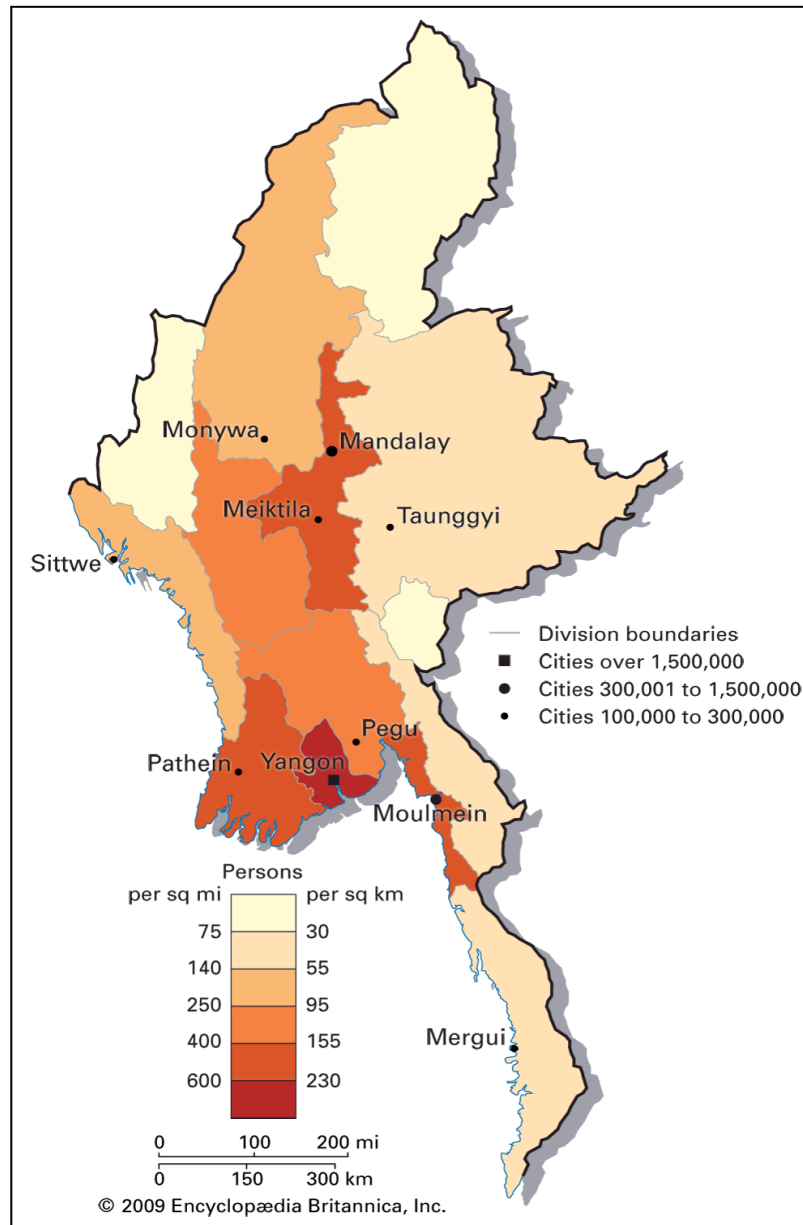 Monywa
Mandalay
Meiktila
Taunggyi
Sittwe
Division boundaries
Cities over 1,500,000
Cities 300,001 to 1,500,000
Cities 100,000 to 300,000
Pegu
Pathein
Yangon
Moulmein
Persons
per sq mi per sq km
75 30
140 55
250 95
400 155
600 230
Mergui
0 100 200 mi
0 150 300 km
© 2009 Encyclopædia Britannica, Inc.